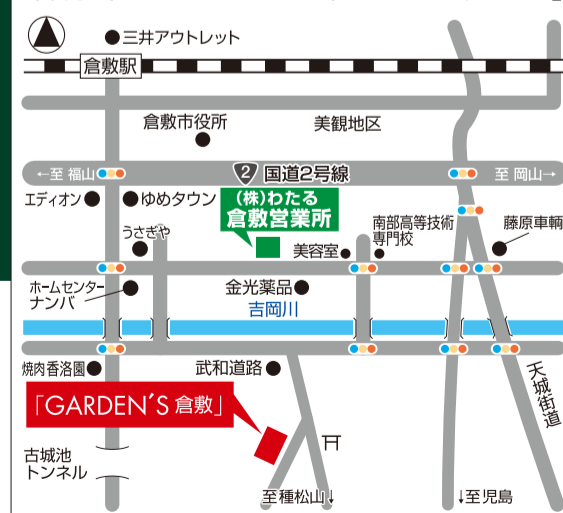 三井アウトレット
倉敷駅
倉敷市役所
美観地区
←至 福山
2 国道2号線
至 岡山→
エディオン
ゆめタウン
(株)わたる
倉敷営業所
うさぎや
美容室
南部高等技術
専門校
藤原車輌
ホームセンター
ナンバ
金光薬品
吉岡川
焼肉香洛園
武和道路
天城街道
「GARDEN'S 倉敷」
古城池
トンネル
至種松山↓
↓至児島